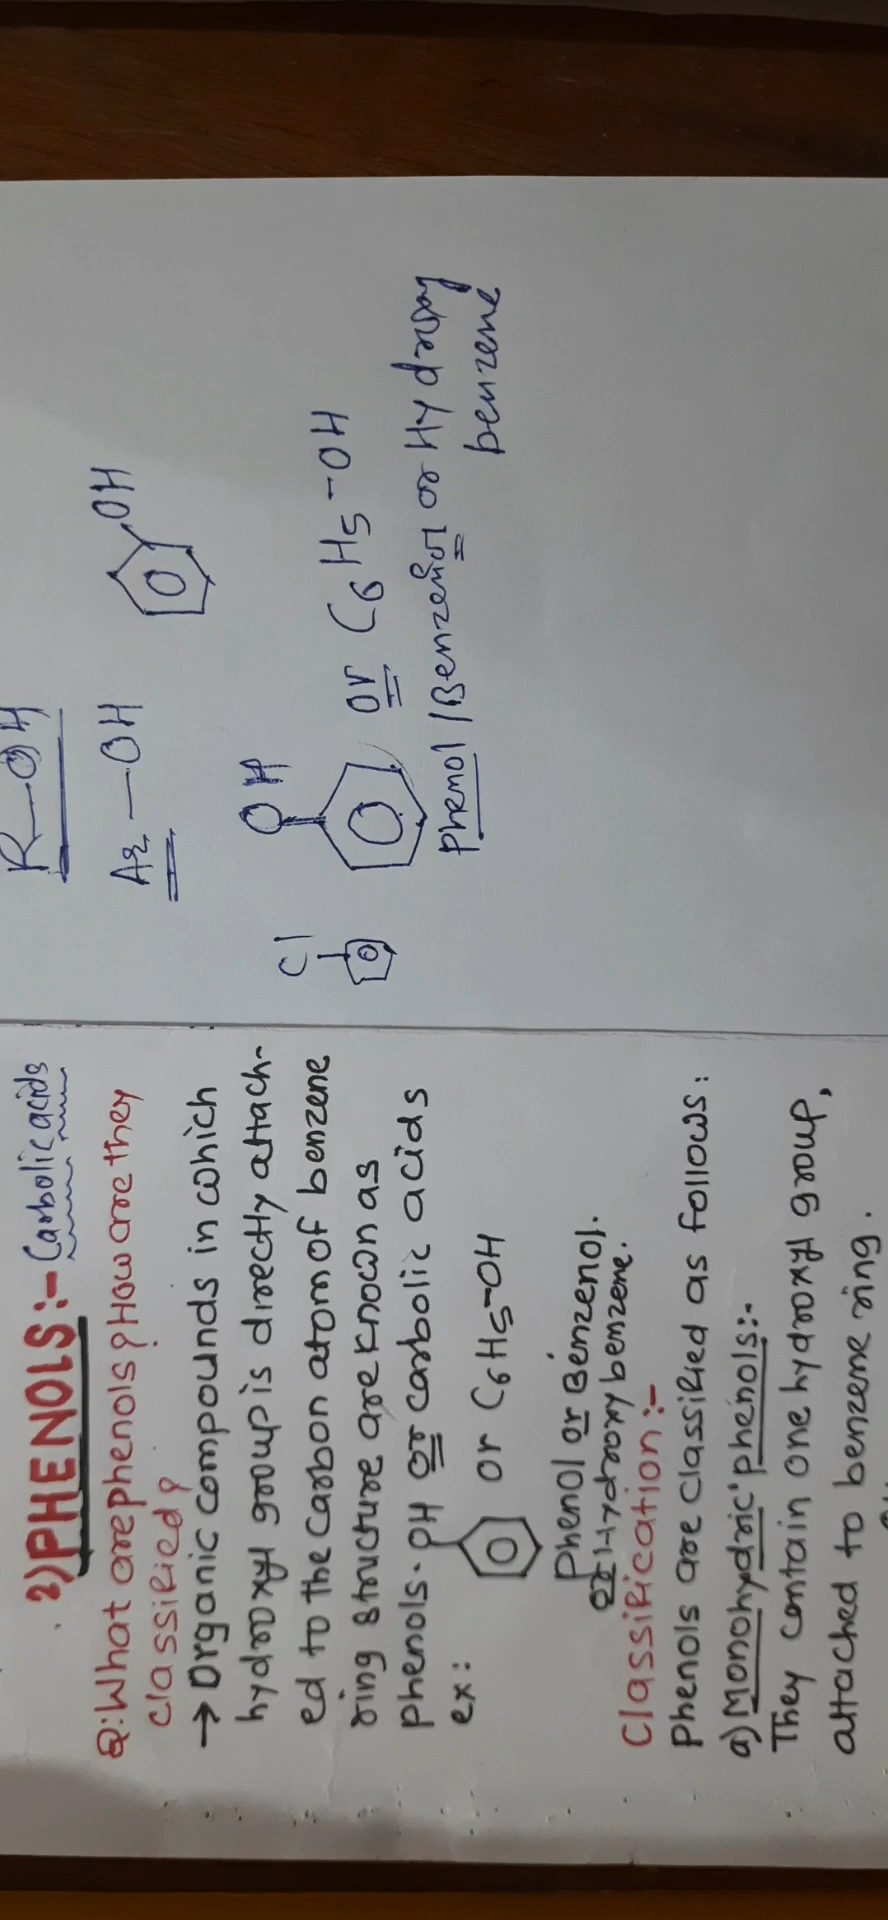 2) PHENOLS:- Carbolic acids
Q:What are phenols? How are they
classified?
→ Organic compounds in which
hydroxyl group is directly attach-
ed to the carbon atom of benzene
ring structure are known as
phenols. or carbolic acids
OH
ex: or C6H5-OH
Phenol or Benzenol.
or Hydroxy benzene.
Classification:-
Phenols are classified as follows:
a) Monohydric phenols:-
They contain one hydroxyl group,
attached to benzene ring.
R-OH
Ar-OH
OH
Cl
OH
or C6H5-OH
Phenol /Benzenol or Hydroxy
benzene